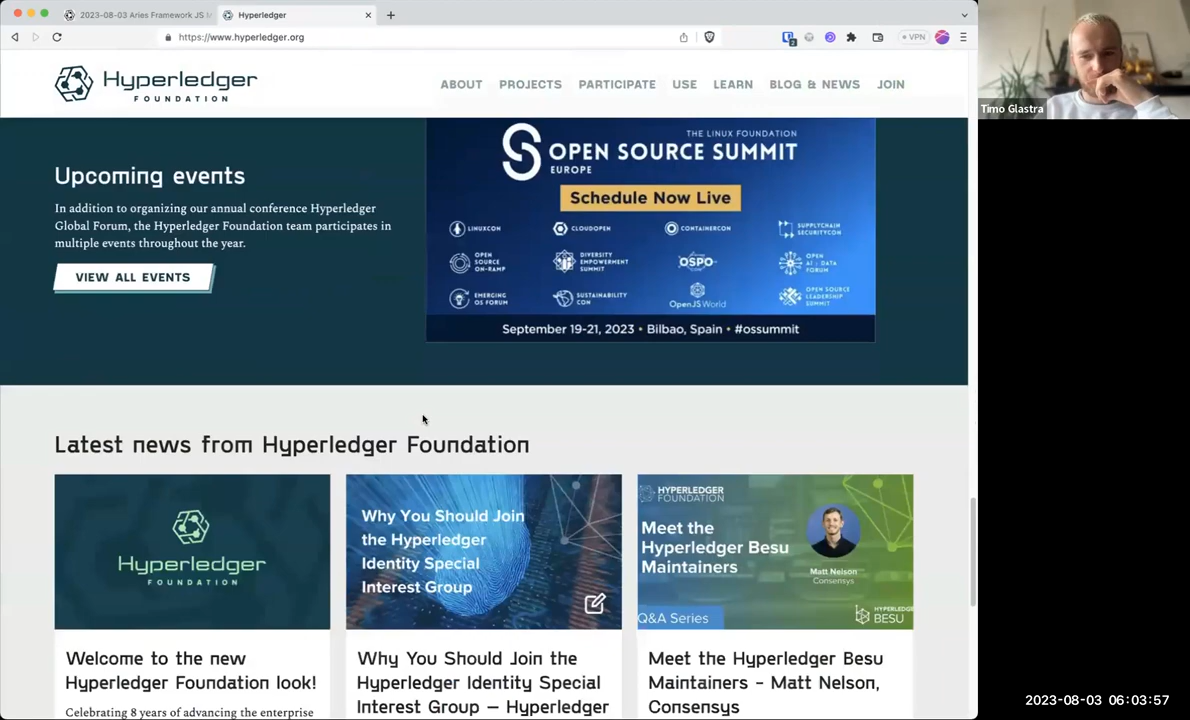 2023-08-03 Aries Framework JS M
Hyperledger
https://www.hyperledger.org
VPN
Hyperledger
FOUNDATION
ABOUT PROJECTS PARTICIPATE USE LEARN BLOG & NEWS JOIN
Timo Glastra
Upcoming events
In addition to organizing our annual conference Hyperledger
Global Forum, the Hyperledger Foundation team participates in
multiple events throughout the year.
VIEW ALL EVENTS
THE LINUX FOUNDATION
OPEN SOURCE SUMMIT
EUROPE
Schedule Now Live
LINUXCON
CLOUDOPEN
CONTAINERCON
SUPPLYCHAIN
SECURITYCON
OPEN SOURCE
ON-RAMP
DIVERSITY
EMPOWERMENT
SUMMIT
OSPO
CON
OPEN
AI + DATA
FORUM
EMERGING
OS FORUM
SUSTAINABILITY
CON
OpenJS World
OPEN SOURCE
LEADERSHIP
SUMMIT
September 19-21, 2023 • Bilbao, Spain • #ossummit
Latest news from Hyperledger Foundation
Hyperledger
FOUNDATION
Why You Should Join
the Hyperledger
Identity Special
Interest Group
HYPERLEDGER
FOUNDATION
Meet the
Hyperledger Besu
Maintainers
Matt Nelson
Consensys
Q&A Series
HYPERLEDGER
BESU
Welcome to the new
Hyperledger Foundation look!
Celebrating 8 years of advancing the enterprise
Why You Should Join the
Hyperledger Identity Special
Interest Group – Hyperledger
Meet the Hyperledger Besu
Maintainers - Matt Nelson,
Consensys
2023-08-03 06:03:57